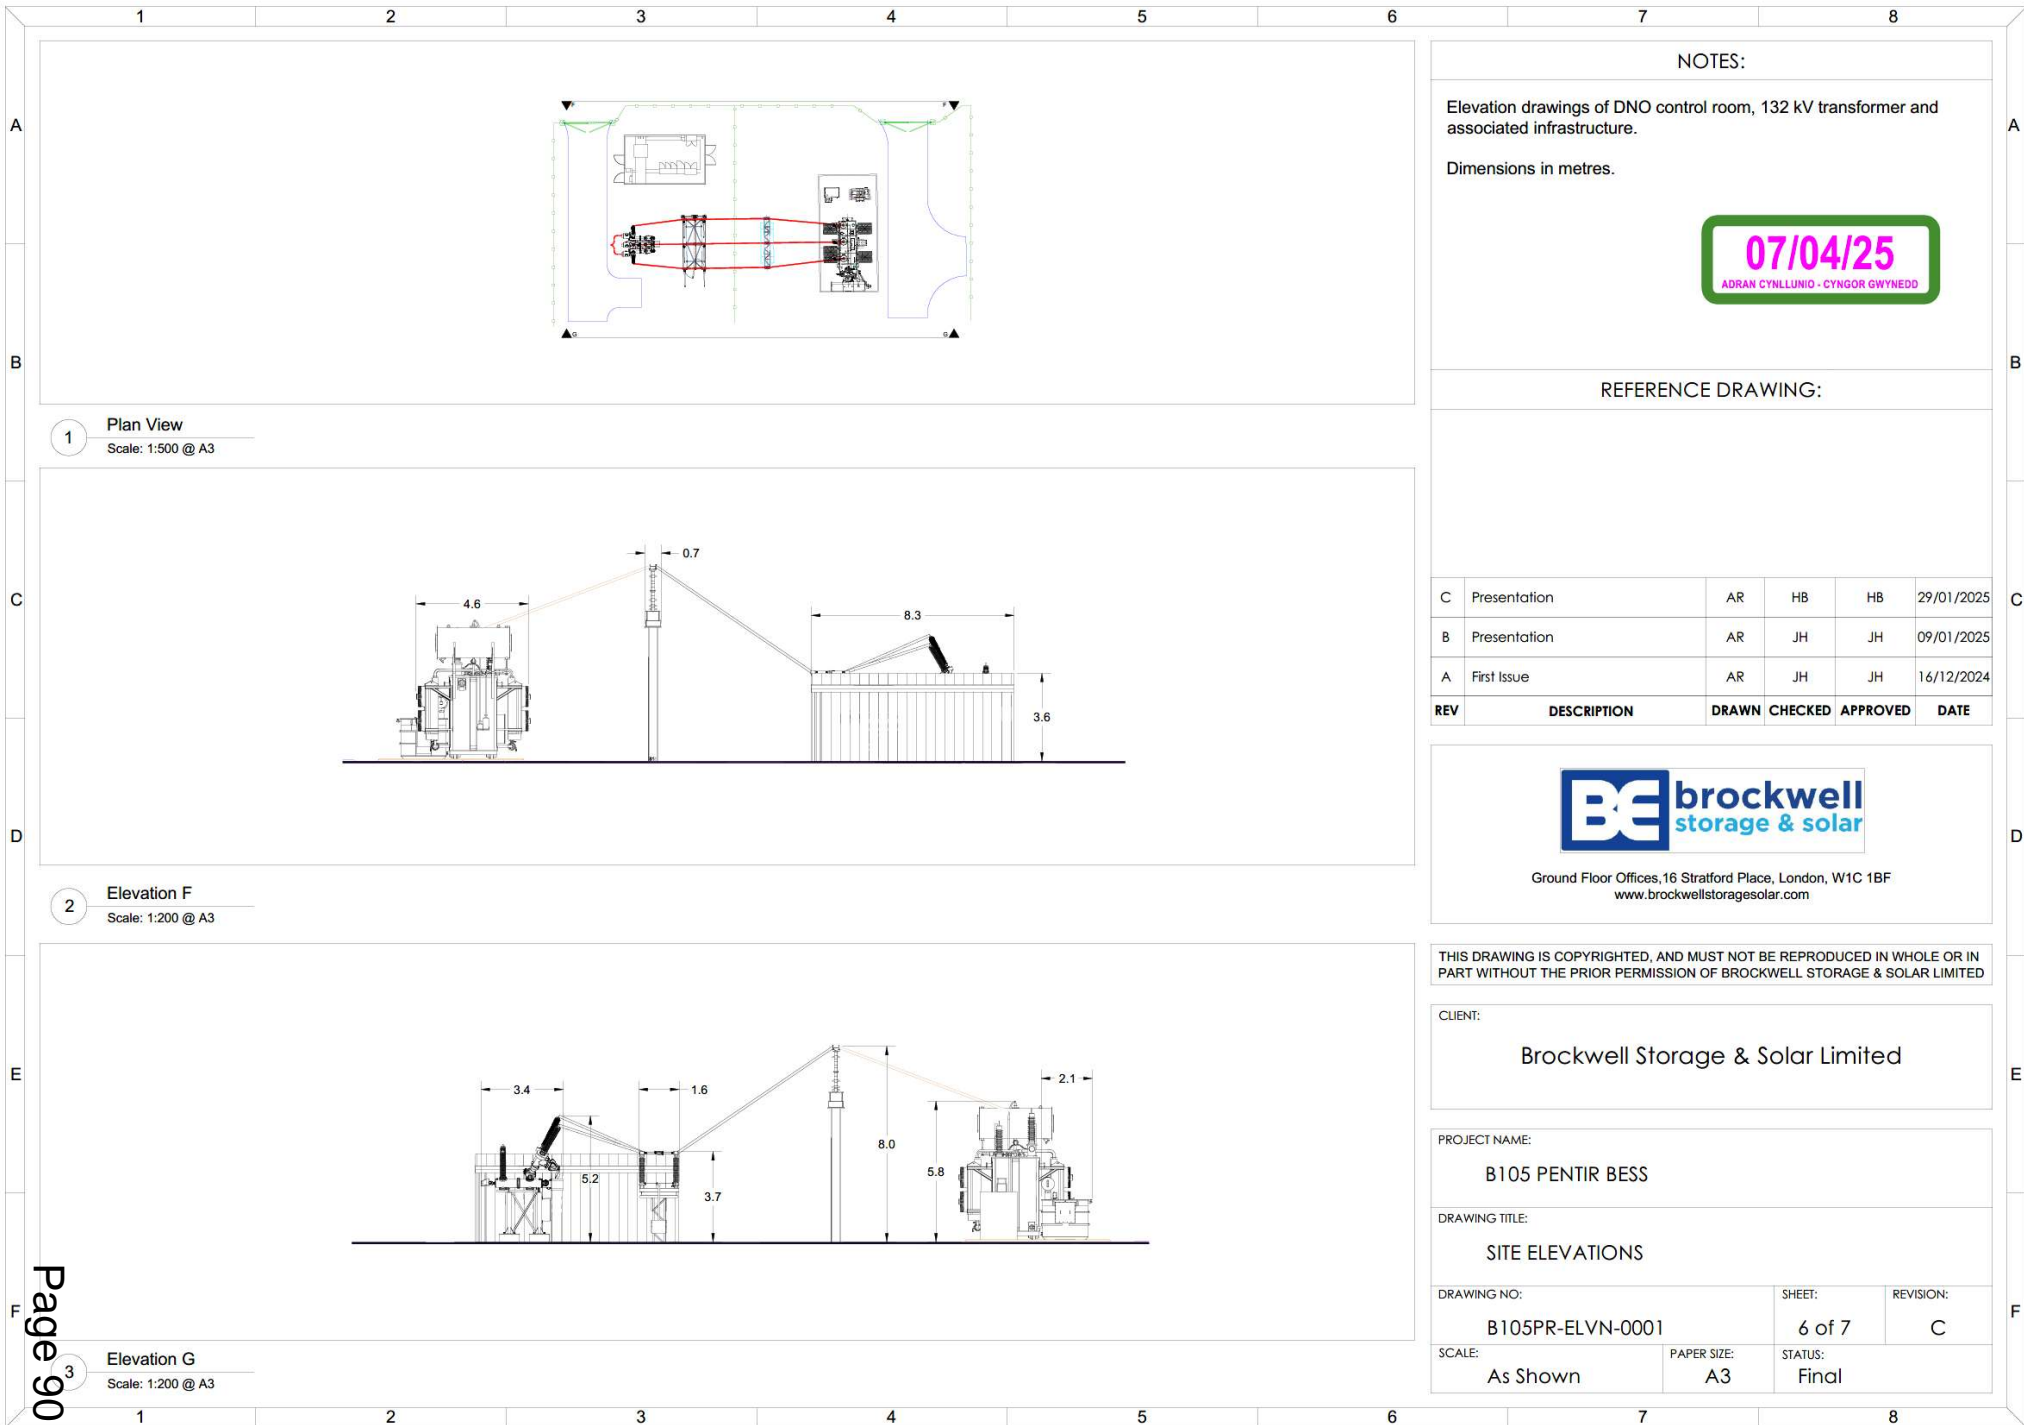 1 2 3 4 5 6 7 8
A
B
C
D
E
F
F F
G G
1
Plan View
Scale: 1:500 @ A3
0.7
4.6
8.3
3.6
2
Elevation F
Scale: 1:200 @ A3
3.4
1.6
2.1
5.2
3.7
8.0
5.8
3
Elevation G
Scale: 1:200 @ A3
Page 90
NOTES:
Elevation drawings of DNO control room, 132 kV transformer and
associated infrastructure.
Dimensions in metres.
07/04/25
ADRAN CYNLLUNIO - CYNGOR GWYNEDD
REFERENCE DRAWING:
C Presentation AR HB HB 29/01/2025
B Presentation AR JH JH 09/01/2025
A First Issue AR JH JH 16/12/2024
REV DESCRIPTION DRAWN CHECKED APPROVED DATE
BE brockwell
storage & solar
Ground Floor Offices,16 Stratford Place, London, W1C 1BF
www.brockwellstoragesolar.com
THIS DRAWING IS COPYRIGHTED, AND MUST NOT BE REPRODUCED IN WHOLE OR IN
PART WITHOUT THE PRIOR PERMISSION OF BROCKWELL STORAGE & SOLAR LIMITED
CLIENT:
Brockwell Storage & Solar Limited
PROJECT NAME:
B105 PENTIR BESS
DRAWING TITLE:
SITE ELEVATIONS
DRAWING NO: SHEET: REVISION:
B105PR-ELVN-0001 6 of 7 C
SCALE: PAPER SIZE: STATUS:
As Shown A3 Final
A
B
C
D
E
F
1 2 3 4 5 6 7 8